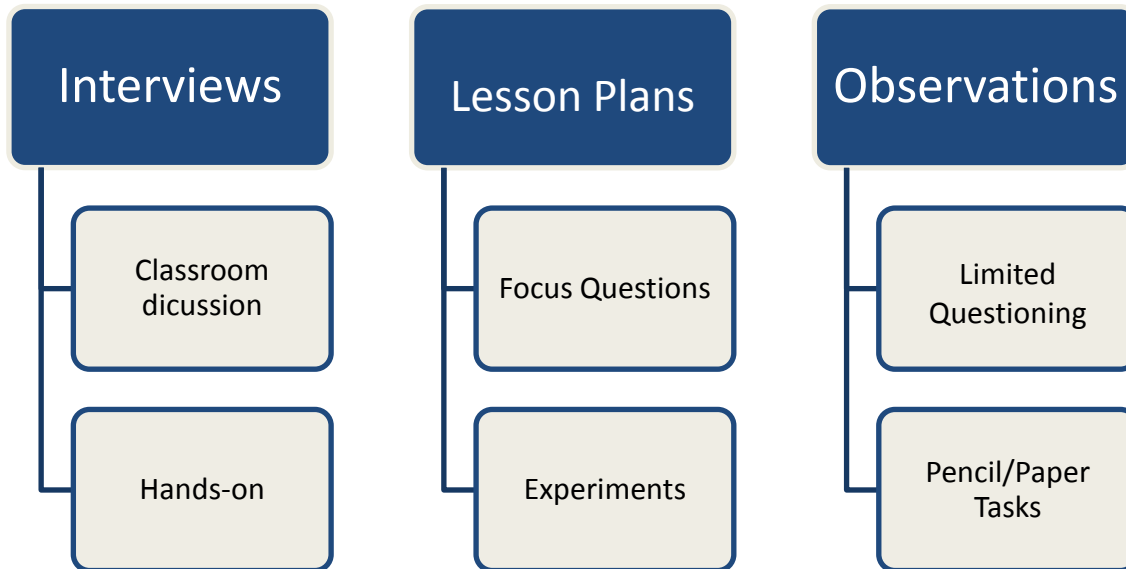 Interviews
Classroom
dicussion
Hands-on
Lesson Plans
Focus Questions
Experiments
Observations
Limited
Questioning
Pencil/Paper
Tasks